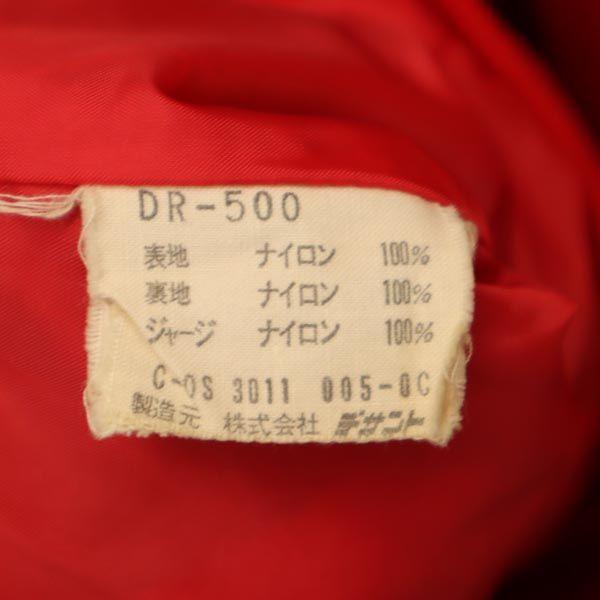 DR-500
表地 ナイロン 100%
裏地 ナイロン 100%
ジャージ ナイロン 100%
C-OS 3011 005-0C
製造元 株式会社 デサント